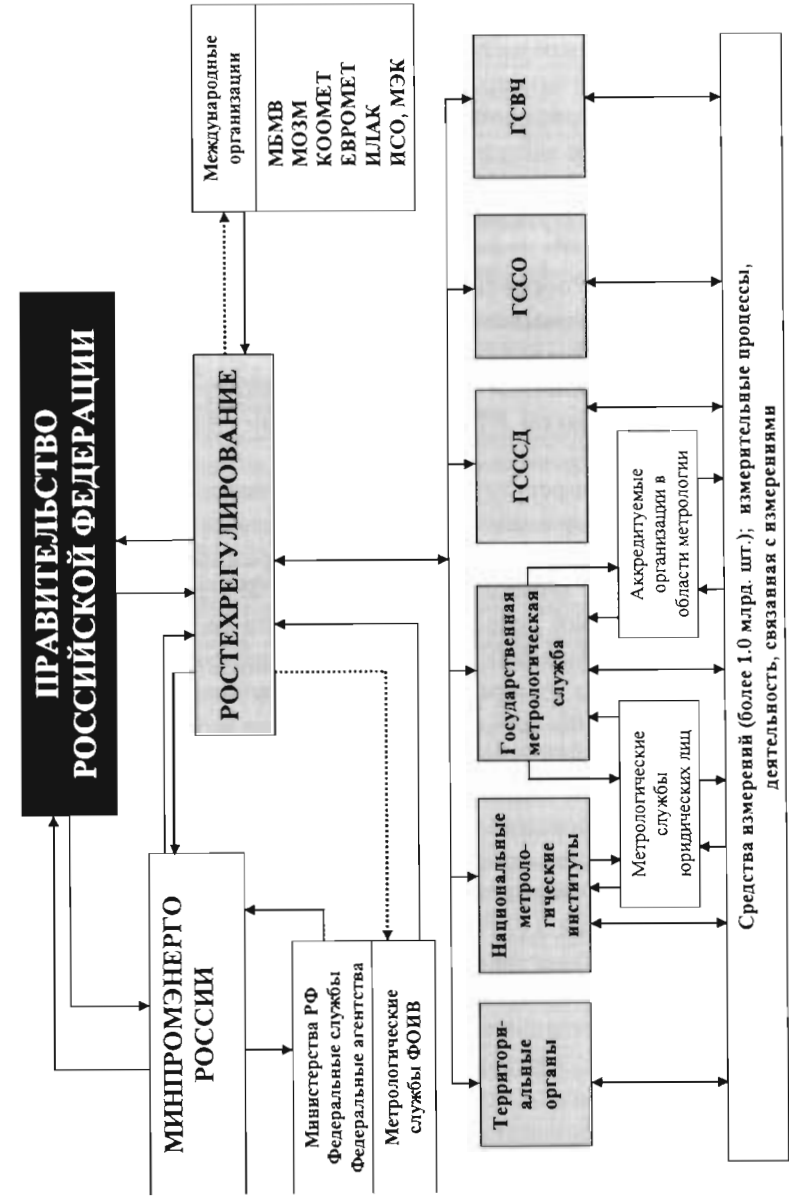 ПРАВИТЕЛЬСТВО
РОССИЙСКОЙ ФЕДЕРАЦИИ
МИНПРОМЭНЕРГО
РОССИИ
РОСТЕХРЕГУЛИРОВАНИЕ
Международные
организации
МБМВ
МОЗМ
КООМЕТ
ЕВРОМЕТ
ИЛАК
ИСО, МЭК
Министерства РФ
Федеральные службы
Федеральные агентства
Метрологические
службы ФОИВ
Территори-
альные
органы
Национальные
метроло-
гические
институты
Государственная
метрологическая
служба
ГСССД
ГССО
ГСВЧ
Метрологические
службы
юридических лиц
Аккредитуемые
организации в
области метрологии
Средства измерений (более 1.0 млрд. шт.); измерительные процессы,
деятельность, связанная с измерениями